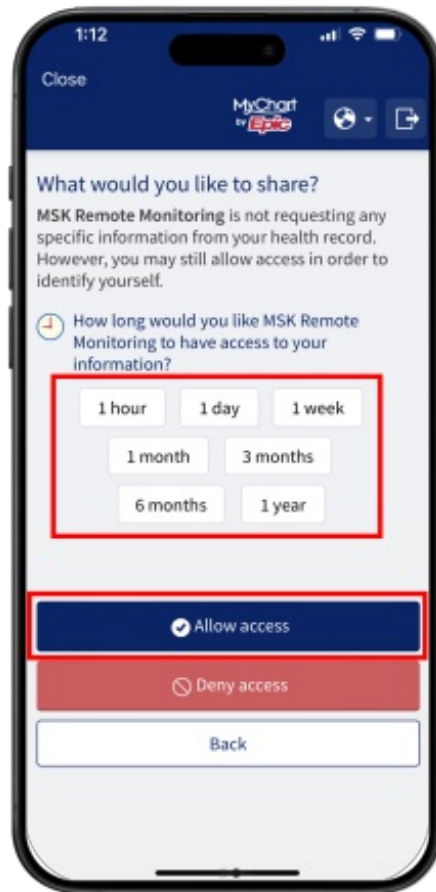 1:12
Close
MyChart
by Epic
What would you like to share?
MSK Remote Monitoring is not requesting any
specific information from your health record.
However, you may still allow access in order to
identify yourself.
How long would you like MSK Remote
Monitoring to have access to your
information?
1 hour 1 day 1 week
1 month 3 months
6 months 1 year
Allow access
Deny access
Back